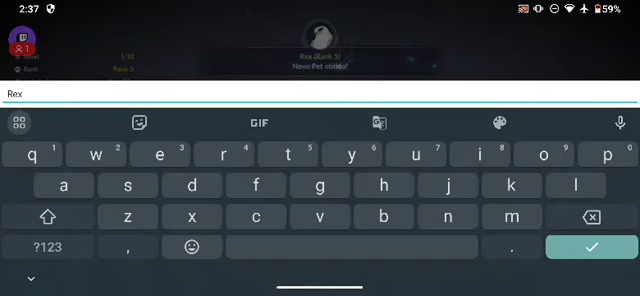 2:37
59%
1
Nível 1/10
Rank Rank 5
Rex (Rank 5)
Novo Pet obtido!
Rex
GIF
q 1 w 2 e 3 r 4 t 5 y 6 u 7 i 8 o 9 p 0
a s d f g h j k l
z x c v b n m
?123 , .